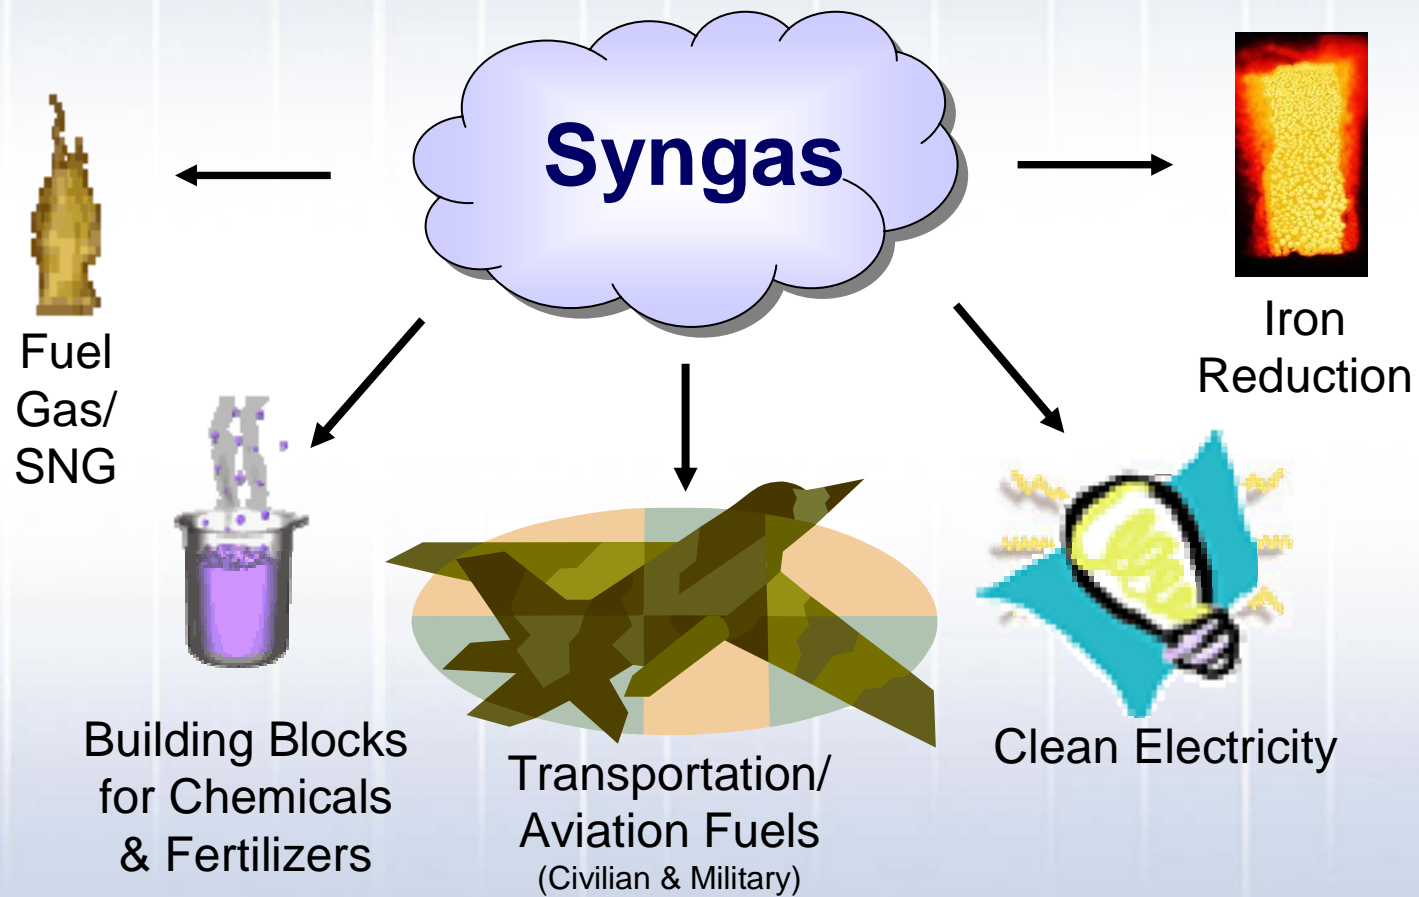 Syngas
Fuel
Gas/
SNG
Iron
Reduction
Building Blocks
for Chemicals
& Fertilizers
Transportation/
Aviation Fuels
(Civilian & Military)
Clean Electricity